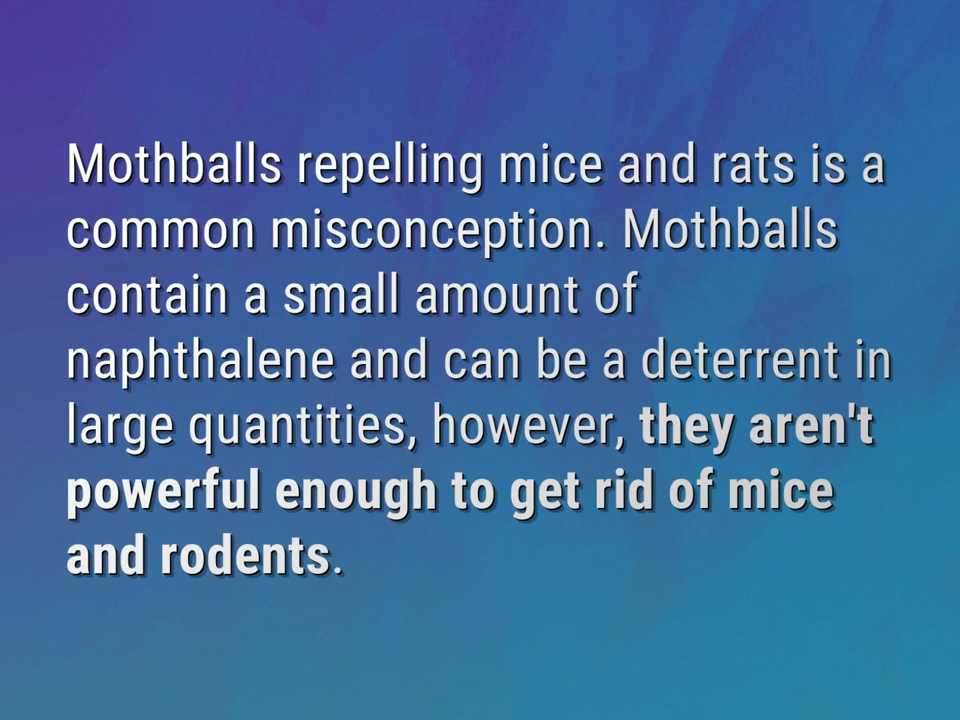 Mothballs repelling mice and rats is a
common misconception. Mothballs
contain a small amount of
naphthalene and can be a deterrent in
large quantities, however, they aren't
powerful enough to get rid of mice
and rodents.